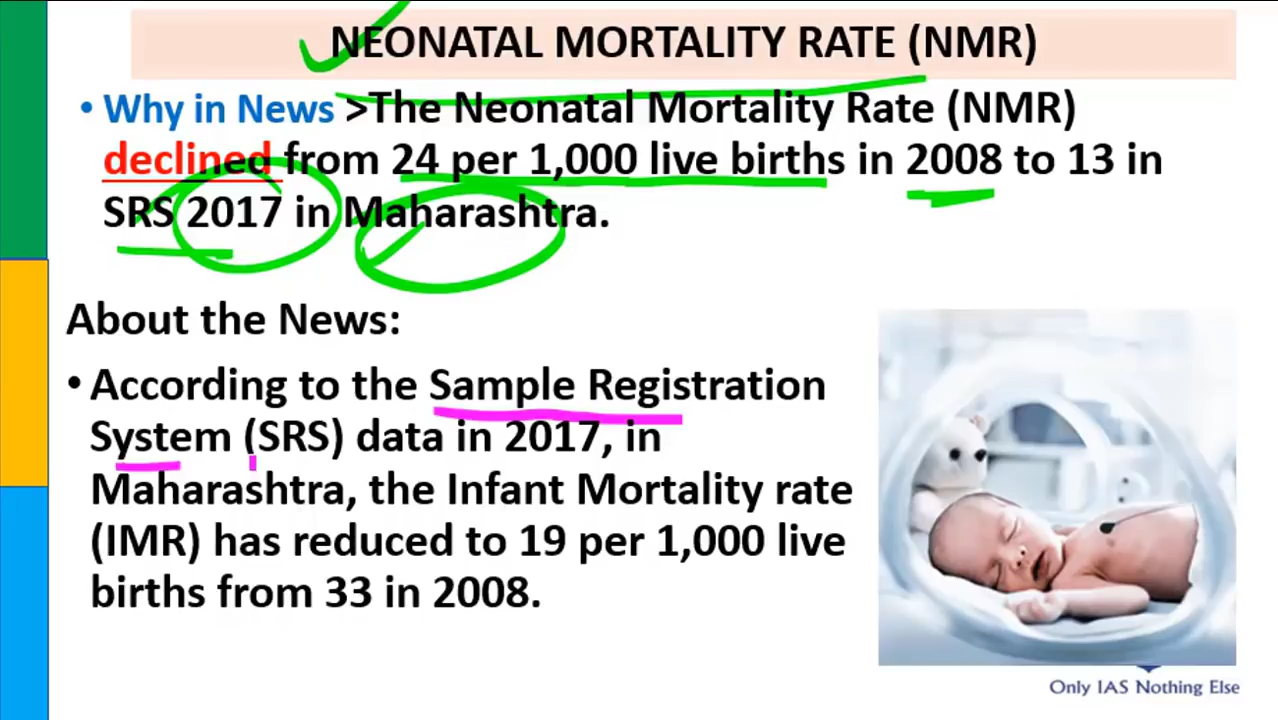 NEONATAL MORTALITY RATE (NMR)
• Why in News >The Neonatal Mortality Rate (NMR)
declined from 24 per 1,000 live births in 2008 to 13 in
SRS 2017 in Maharashtra.
About the News:
• According to the Sample Registration
System (SRS) data in 2017, in
Maharashtra, the Infant Mortality rate
(IMR) has reduced to 19 per 1,000 live
births from 33 in 2008.
Only IAS Nothing Else